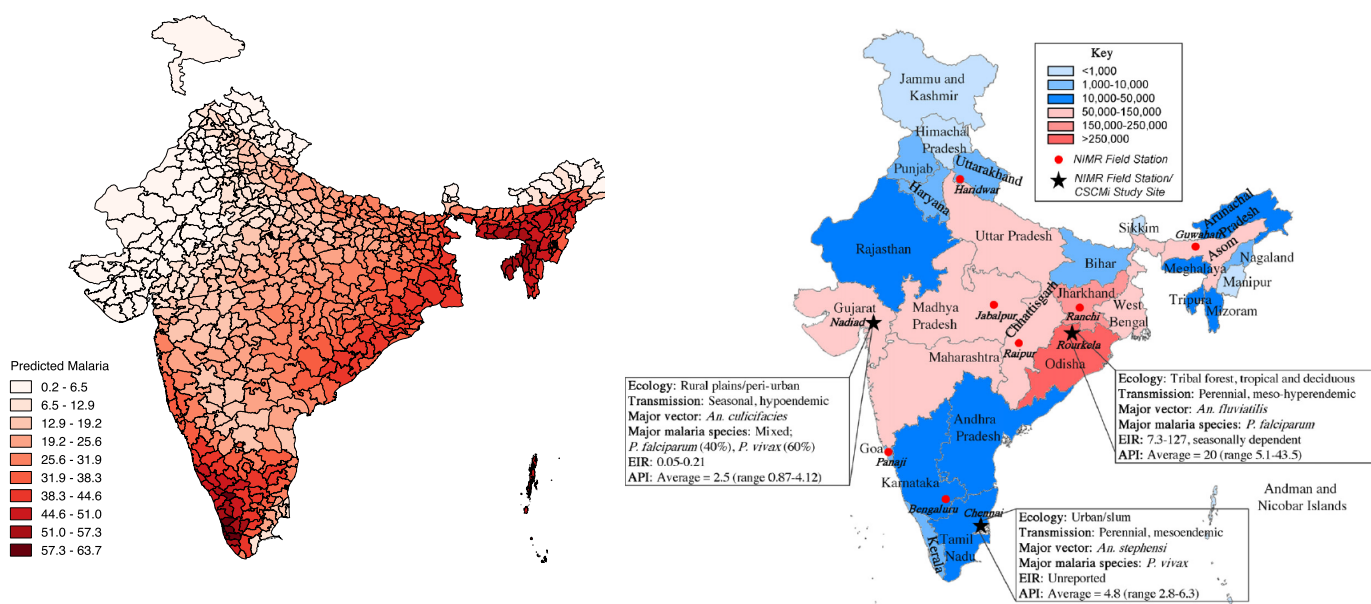 Predicted Malaria
0.2 - 6.5
6.5 - 12.9
12.9 - 19.2
19.2 - 25.6
25.6 - 31.9
31.9 - 38.3
38.3 - 44.6
44.6 - 51.0
51.0 - 57.3
57.3 - 63.7
Key
<1,000
1,000-10,000
10,000-50,000
50,000-150,000
150,000-250,000
>250,000
NIMR Field Station
NIMR Field Station/
CSCMi Study Site
Jammu and
Kashmir
Himachal
Pradesh
Punjab
Uttarakhand
Haryana
Haridwar
Rajasthan
Uttar Pradesh
Sikkim
Arunachal
Pradesh
Guwahati
Asom
Nagaland
Bihar
Meghalaya
Manipur
Tripura
Mizoram
Gujarat
Nadiad
Madhya
Pradesh
Jabalpur
Chhattisgarh
Jharkhand
Ranchi
West
Bengal
Raipur
Rourkela
Odisha
Maharashtra
Ecology: Rural plains/peri-urban
Transmission: Seasonal, hypoendemic
Major vector: An. culicifacies
Major malaria species: Mixed;
P. falciparum (40%), P. vivax (60%)
EIR: 0.05-0.21
API: Average = 2.5 (range 0.87-4.12)
Ecology: Tribal forest, tropical and deciduous
Transmission: Perennial, meso-hyperendemic
Major vector: An. fluviatilis
Major malaria species: P. falciparum
EIR: 7.3-127, seasonally dependent
API: Average = 20 (range 5.1-43.5)
Andhra
Pradesh
Goa
Panaji
Karnataka
Bengaluru
Chennai
Tamil
Nadu
Kerala
Andman and
Nicobar Islands
Ecology: Urban/slum
Transmission: Perennial, mesoendemic
Major vector: An. stephensi
Major malaria species: P. vivax
EIR: Unreported
API: Average = 4.8 (range 2.8-6.3)